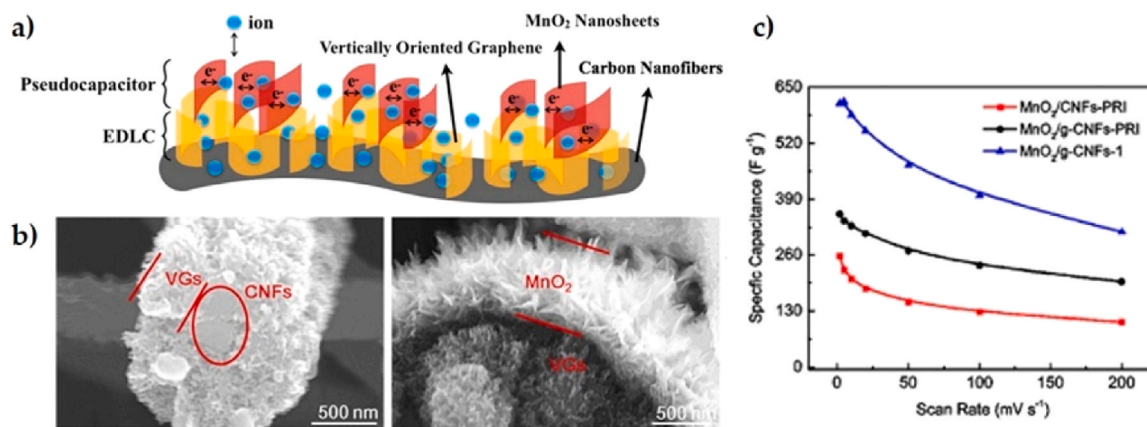 a)
ion
MnO₂ Nanosheets
Vertically Oriented Graphene
Carbon Nanofibers
Pseudocapacitor
EDLC
e⁻ e⁻ e⁻ e⁻ e⁻ e⁻ e⁻ e⁻
b)
VGs
CNFs
500 nm
MnO₂
VGs
500 nm
c)
650
520
390
260
130
0
Specific Capacitance (F g⁻¹)
MnO₂/CNFs-PRI
MnO₂/g-CNFs-PRI
MnO₂/g-CNFs-1
0 50 100 150 200
Scan Rate (mV s⁻¹)